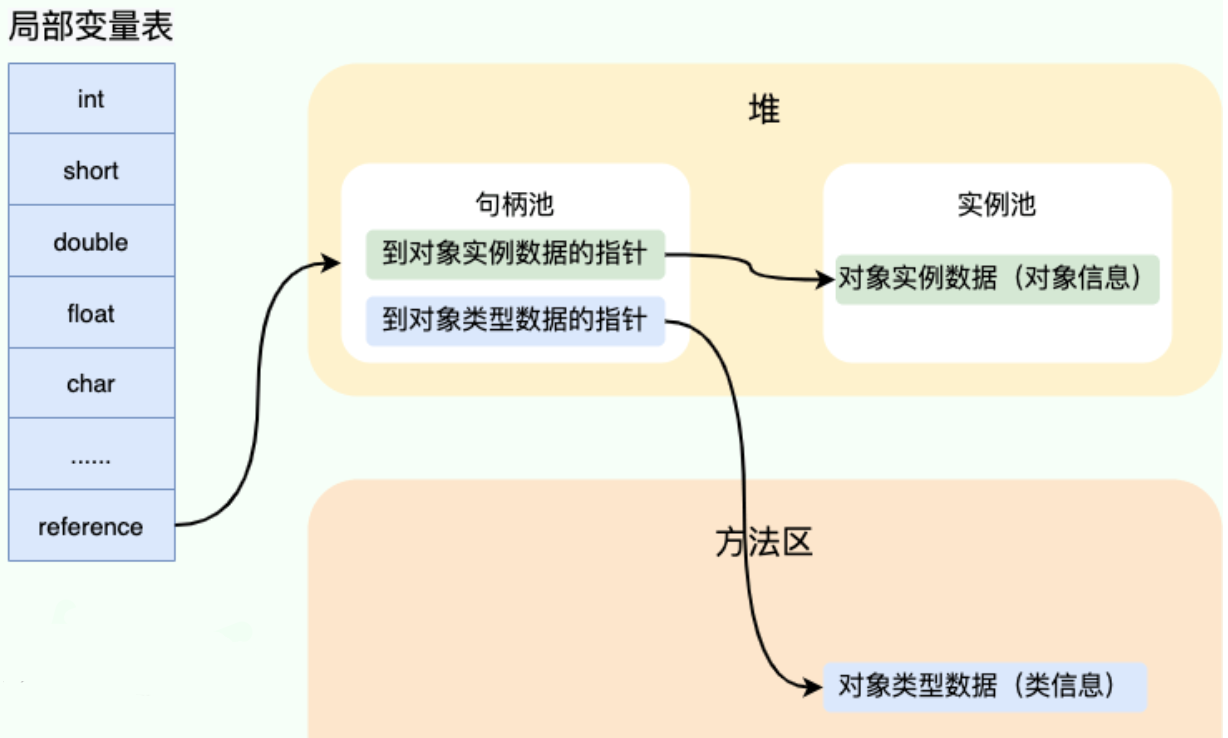 局部变量表
int
short
double
float
char
......
reference
堆
句柄池
到对象实例数据的指针
到对象类型数据的指针
实例池
对象实例数据（对象信息）
方法区
对象类型数据（类信息）